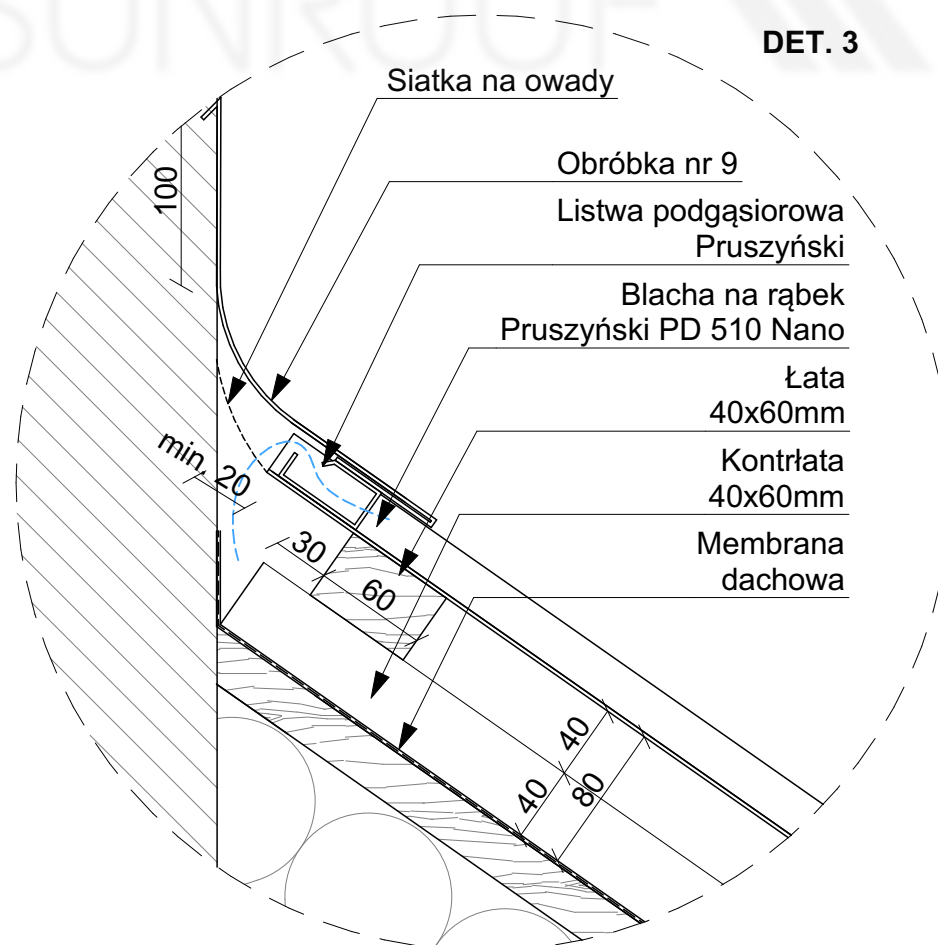 SUNROOF
DET. 3
Siatka na owady
Obróbka nr 9
Listwa podgąsiorowa
Pruszyński
Blacha na rąbek
Pruszyński PD 510 Nano
Łata
40x60mm
Kontrłata
40x60mm
Membrana
dachowa
100
min. 20
30
60
40
40
80